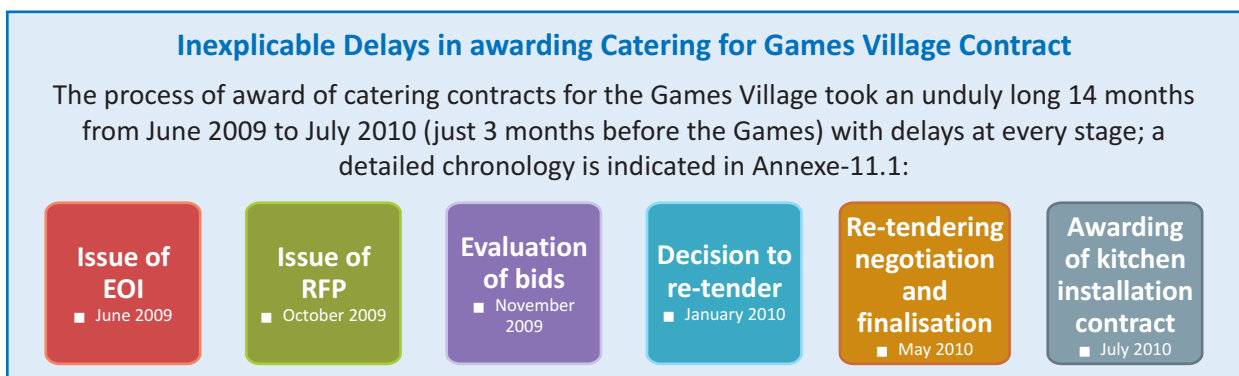 Inexplicable Delays in awarding Catering for Games Village Contract
The process of award of catering contracts for the Games Village took an unduly long 14 months
from June 2009 to July 2010 (just 3 months before the Games) with delays at every stage; a
detailed chronology is indicated in Annexe-11.1:
Issue of
EOI
■ June 2009
Issue of
RFP
■ October 2009
Evaluation
of bids
■ November
2009
Decision to
re-tender
■ January 2010
Re-tendering
negotiation
and
finalisation
■ May 2010
Awarding
of kitchen
installation
contract
■ July 2010